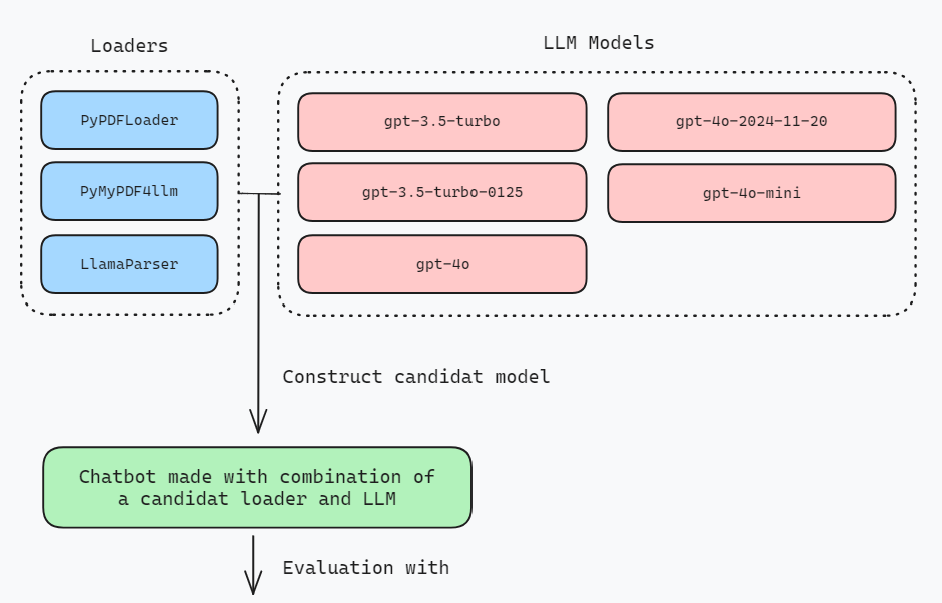 Loaders
LLM Models
PyPDFLoader
PyMyPDF4llm
LlamaParser
gpt-3.5-turbo
gpt-4o-2024-11-20
gpt-3.5-turbo-0125
gpt-4o-mini
gpt-4o
Construct candidat model
Chatbot made with combination of
a candidat loader and LLM
Evaluation with